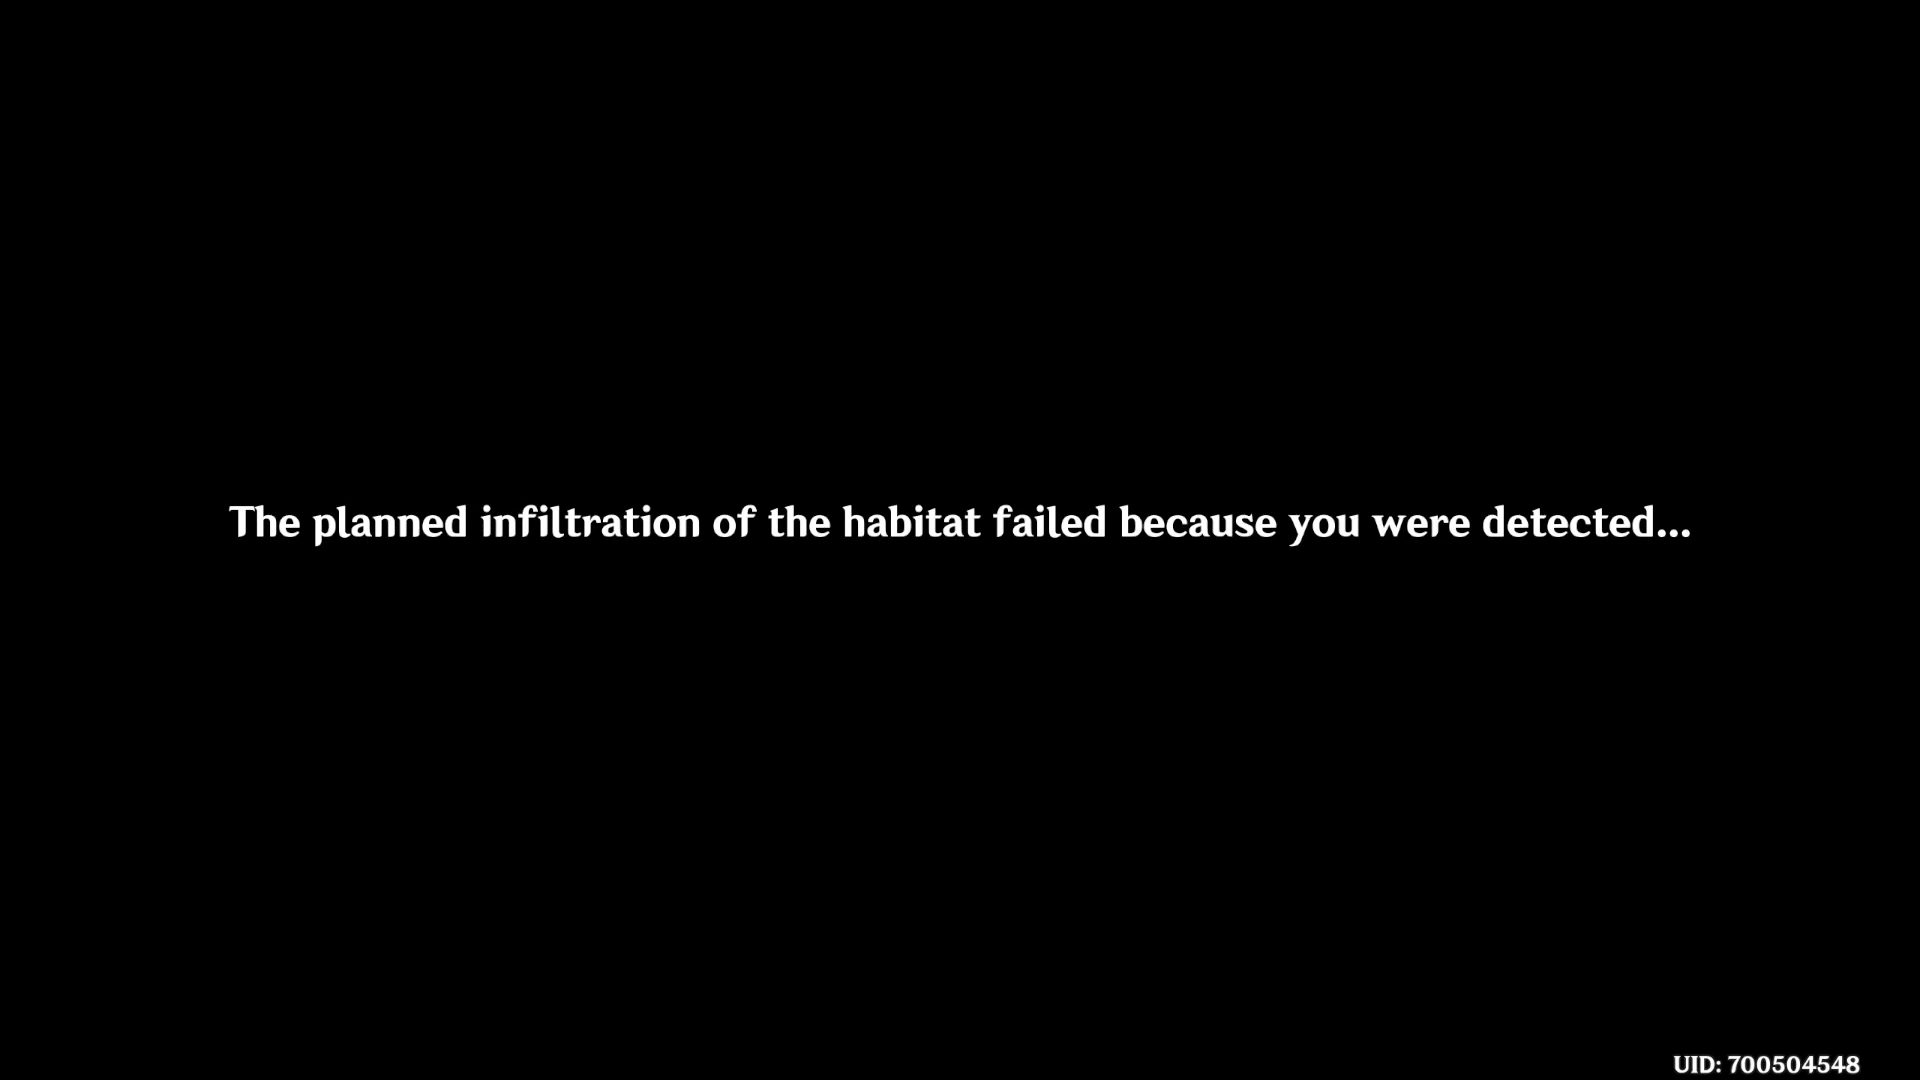 The planned infiltration of the habitat failed because you were detected...
UID: 700504548